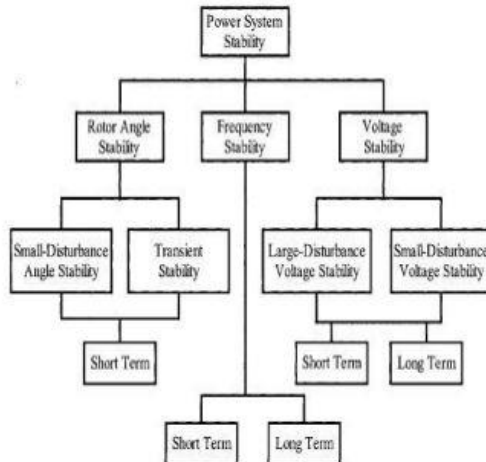 Power System
Stability
Rotor Angle
Stability
Frequency
Stability
Voltage
Stability
Small-Disturbance
Angle Stability
Transient
Stability
Large-Disturbance
Voltage Stability
Small-Disturbance
Voltage Stability
Short Term
Short Term
Long Term
Short Term
Long Term